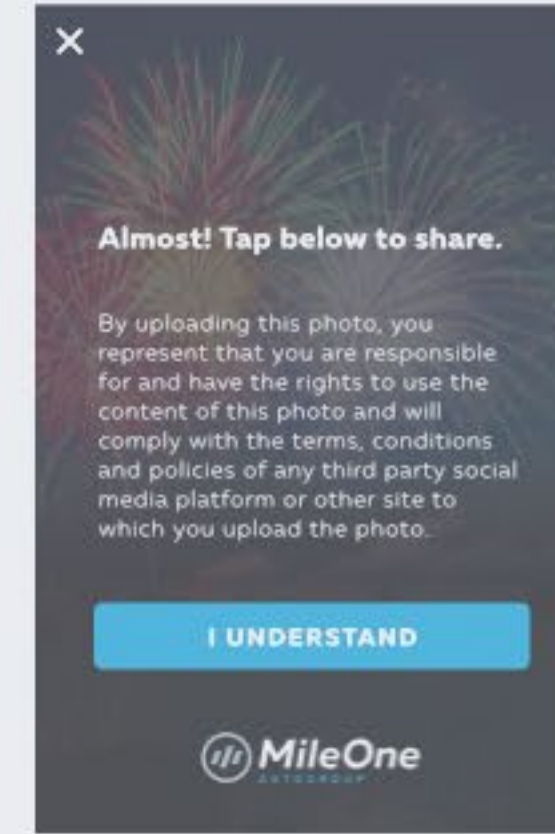 Almost! Tap below to share.
By uploading this photo, you
represent that you are responsible
for and have the rights to use the
content of this photo and will
comply with the terms, conditions
and policies of any third party social
media platform or other site to
which you upload the photo.
I UNDERSTAND
MileOne
AUTOGROUP